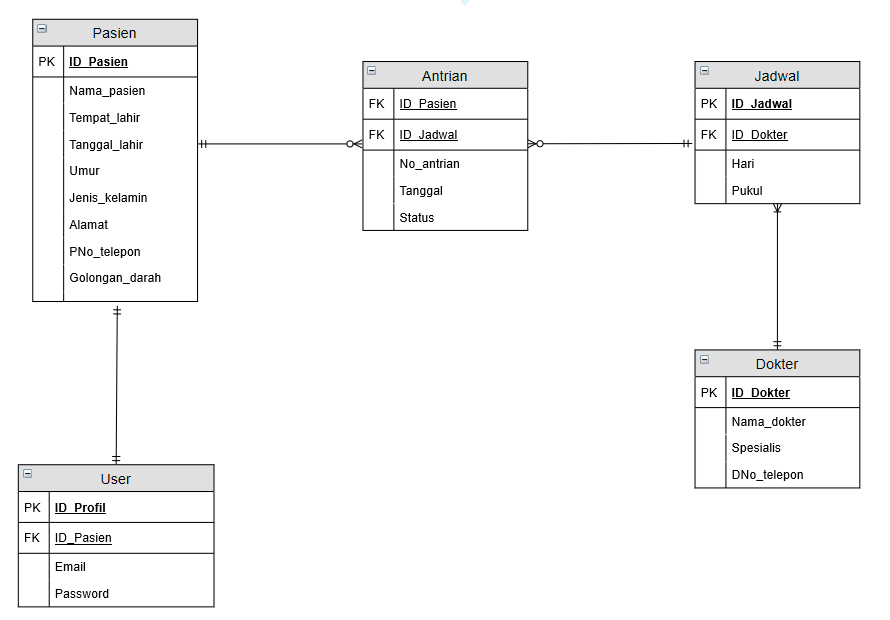 Pasien
PK ID_Pasien
Nama_pasien
Tempat_lahir
Tanggal_lahir
Umur
Jenis_kelamin
Alamat
PNo_telepon
Golongan_darah
Antrian
FK ID_Pasien
FK ID_Jadwal
No_antrian
Tanggal
Status
Jadwal
PK ID_Jadwal
FK ID_Dokter
Hari
Pukul
Dokter
PK ID_Dokter
Nama_dokter
Spesialis
DNo_telepon
User
PK ID_Profil
FK ID_Pasien
Email
Password